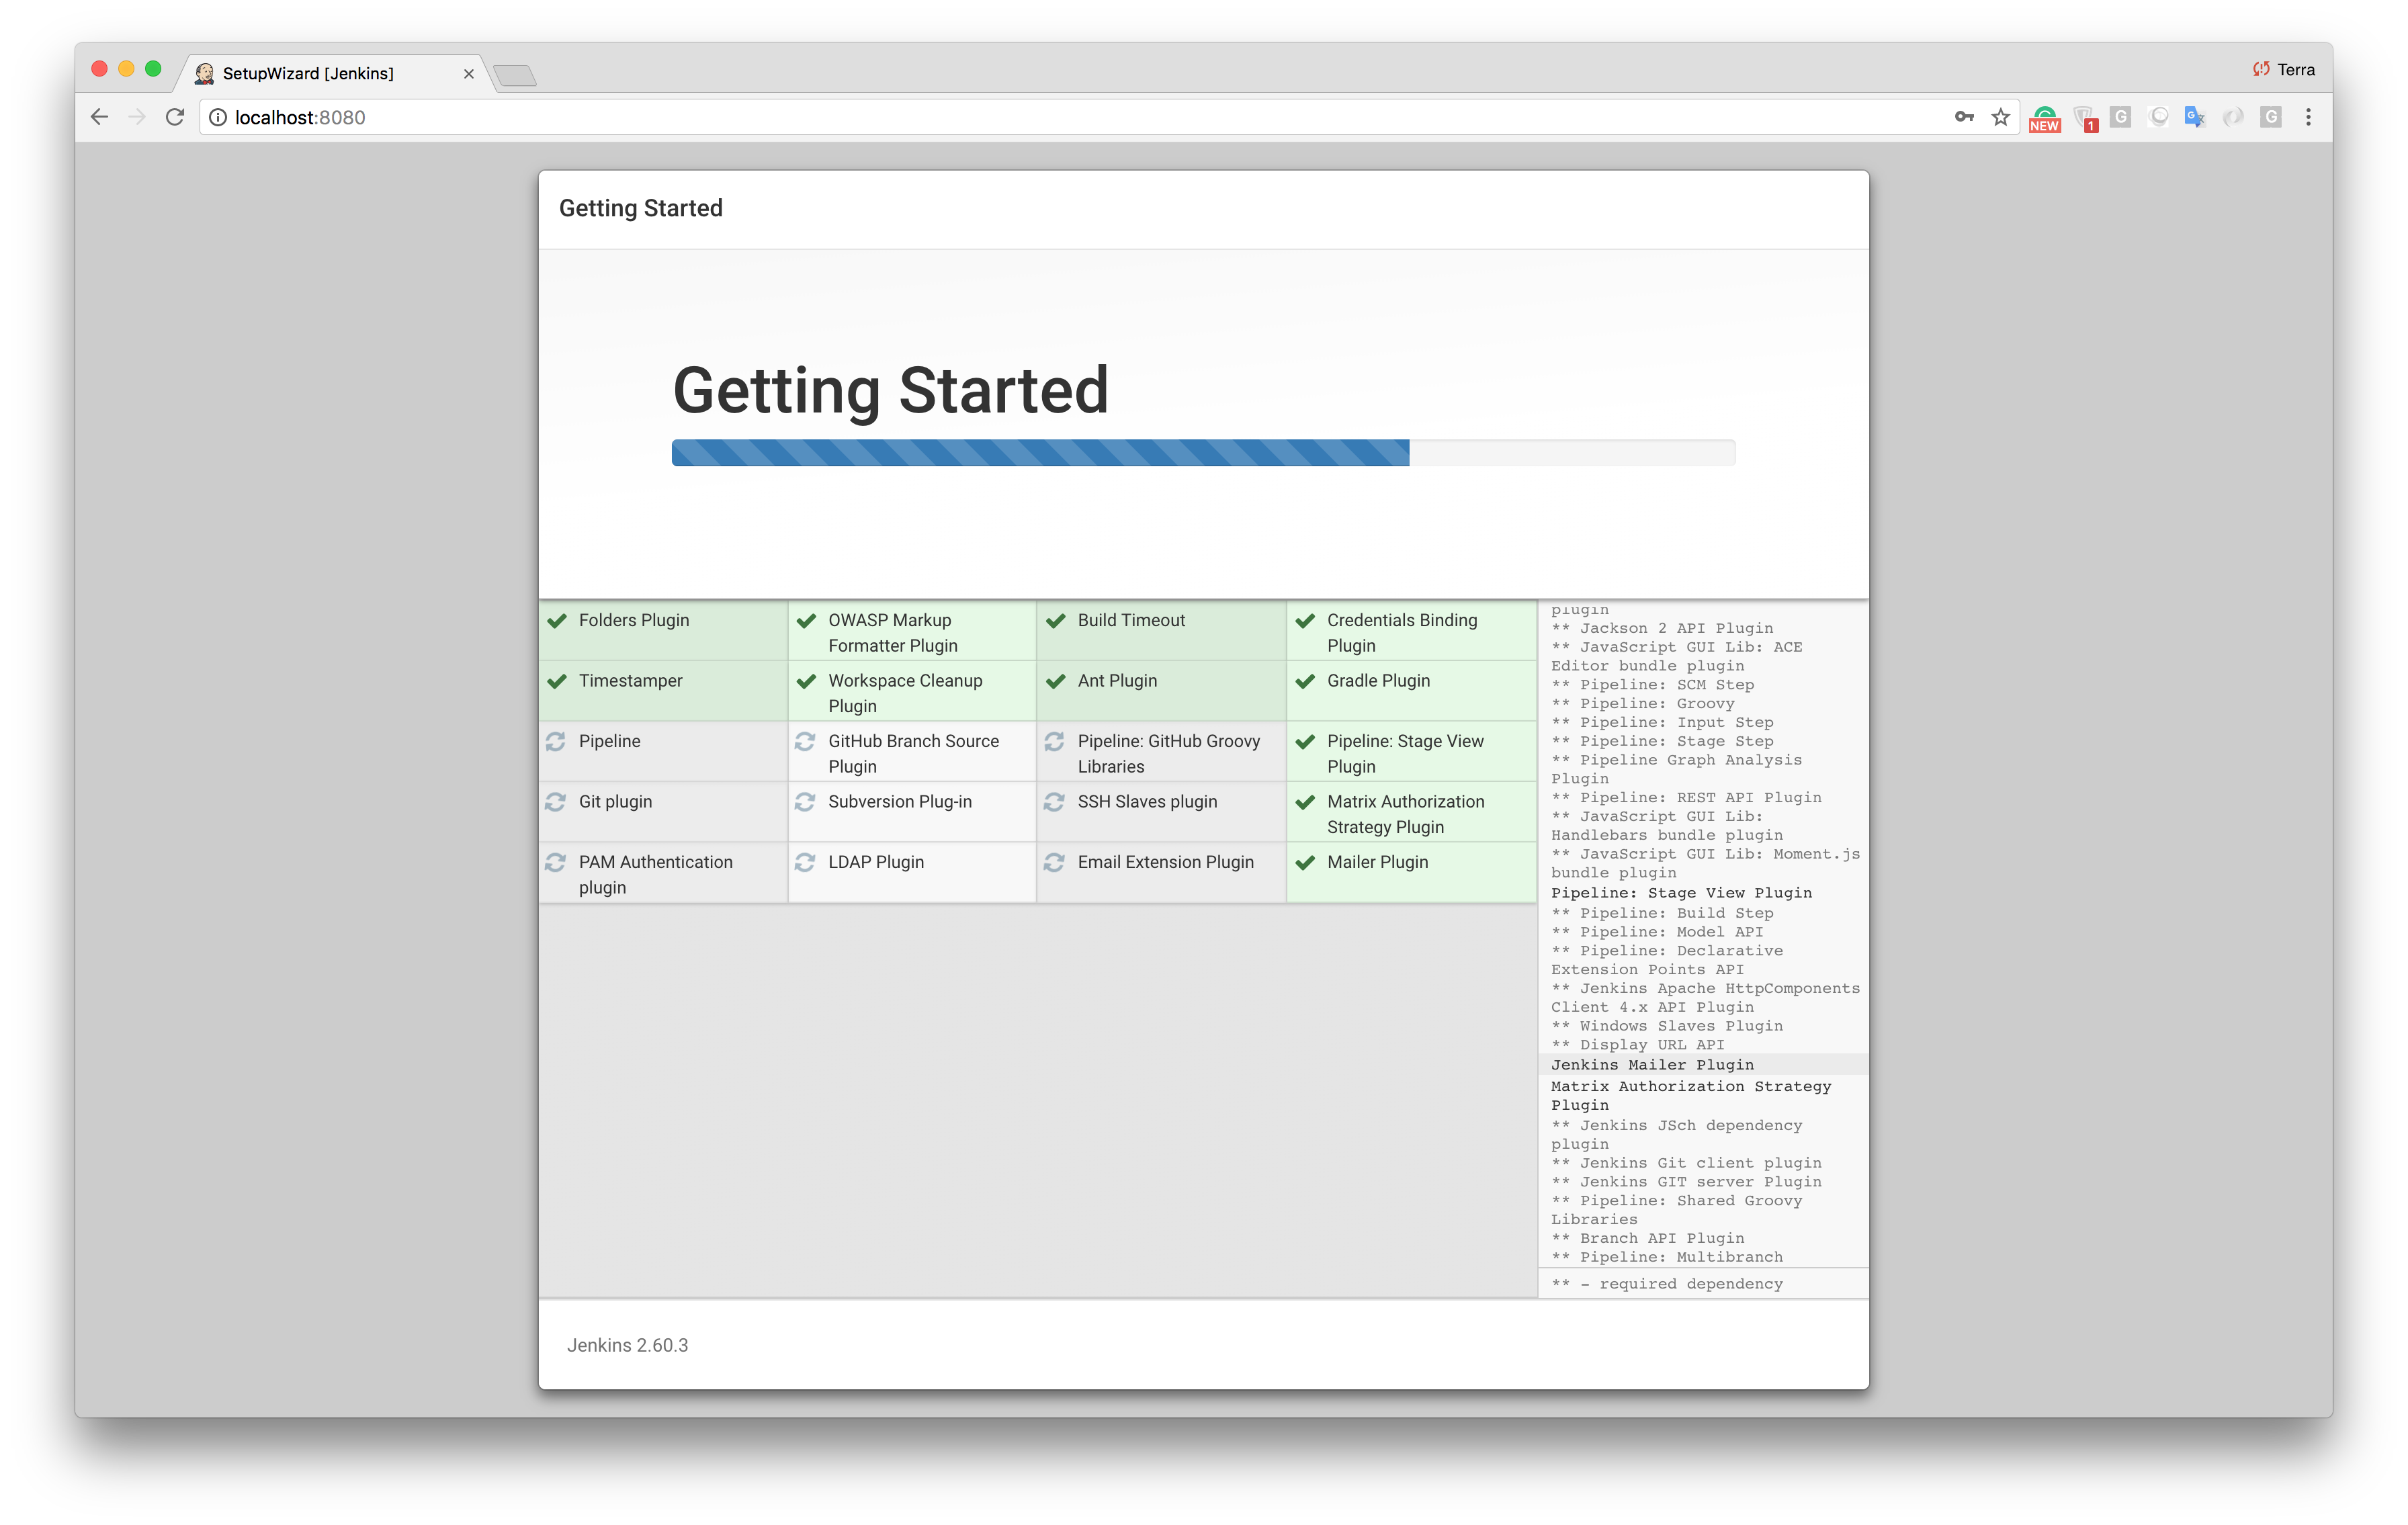 SetupWizard [Jenkins]
Terra
localhost:8080
NEW
1
G
G
G
Getting Started
Getting Started
Folders Plugin
OWASP Markup
Formatter Plugin
Build Timeout
Credentials Binding
Plugin
Timestamper
Workspace Cleanup
Plugin
Ant Plugin
Gradle Plugin
Pipeline
GitHub Branch Source
Plugin
Pipeline: GitHub Groovy
Libraries
Pipeline: Stage View
Plugin
Git plugin
Subversion Plug-in
SSH Slaves plugin
Matrix Authorization
Strategy Plugin
PAM Authentication
plugin
LDAP Plugin
Email Extension Plugin
Mailer Plugin
plugin
** Jackson 2 API Plugin
** JavaScript GUI Lib: ACE
Editor bundle plugin
** Pipeline: SCM Step
** Pipeline: Groovy
** Pipeline: Input Step
** Pipeline: Stage Step
** Pipeline Graph Analysis
Plugin
** Pipeline: REST API Plugin
** JavaScript GUI Lib:
Handlebars bundle plugin
** JavaScript GUI Lib: Moment.js
bundle plugin
Pipeline: Stage View Plugin
** Pipeline: Build Step
** Pipeline: Model API
** Pipeline: Declarative
Extension Points API
** Jenkins Apache HttpComponents
Client 4.x API Plugin
** Windows Slaves Plugin
** Display URL API
Jenkins Mailer Plugin
Matrix Authorization Strategy
Plugin
** Jenkins JSch dependency
plugin
** Jenkins Git client plugin
** Jenkins GIT server Plugin
** Pipeline: Shared Groovy
Libraries
** Branch API Plugin
** Pipeline: Multibranch
** - required dependency
Jenkins 2.60.3